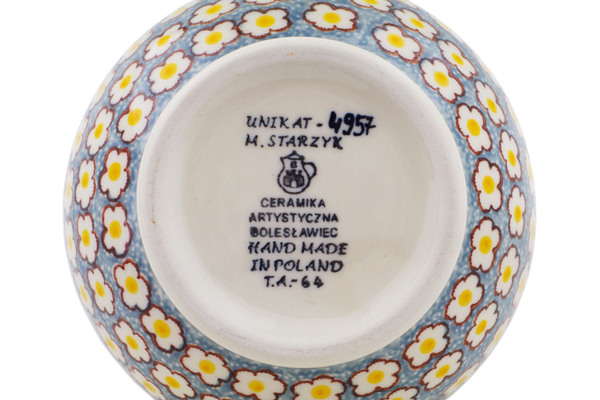 UNIKAT - 4957
M. STARZYK
CERAMIKA
ARTYSTYCZNA
BOLESŁAWIEC
HAND MADE
IN POLAND
T.A.-64